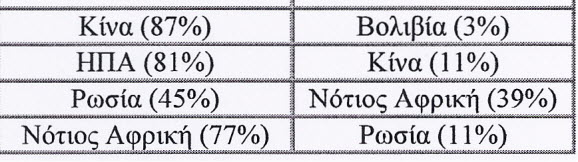 Κίνα (87%) Βολιβία (3%)
ΗΠΑ (81%) Κίνα (11%)
Ρωσία (45%) Νότιος Αφρική (39%)
Νότιος Αφρική (77%) Ρωσία (11%)